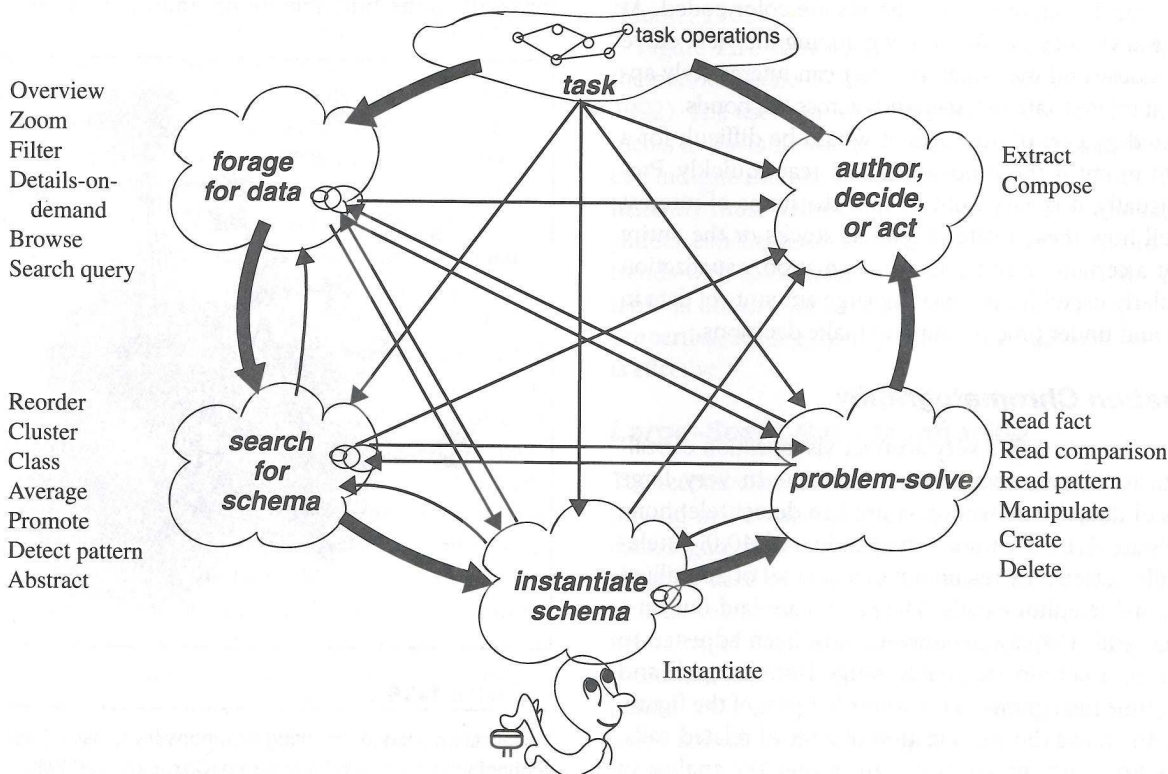 task operations
task
Overview
Zoom
Filter
Details-on-
demand
Browse
Search query
forage
for data
author,
decide,
or act
Extract
Compose
Reorder
Cluster
Class
Average
Promote
Detect pattern
Abstract
search
for
schema
problem-solve
Read fact
Read comparison
Read pattern
Manipulate
Create
Delete
instantiate
schema
Instantiate